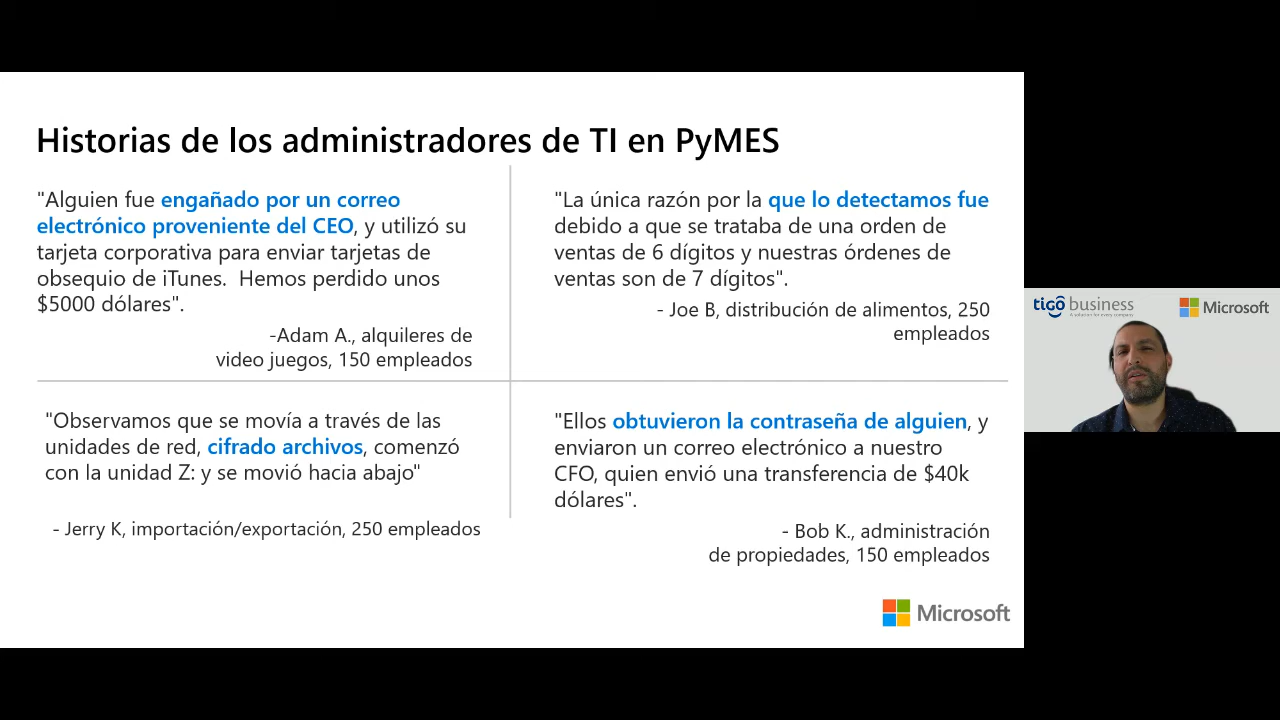 Historias de los administradores de TI en PyMES
"Alguien fue engañado por un correo
electrónico proveniente del CEO, y utilizó su
tarjeta corporativa para enviar tarjetas de
obsequio de iTunes.  Hemos perdido unos
$5000 dólares".
-Adam A., alquileres de
video juegos, 150 empleados
"La única razón por la que lo detectamos fue
debido a que se trataba de una orden de
ventas de 6 dígitos y nuestras órdenes de
ventas son de 7 dígitos".
- Joe B, distribución de alimentos, 250
empleados
"Observamos que se movía a través de las
unidades de red, cifrado archivos, comenzó
con la unidad Z: y se movió hacia abajo"
- Jerry K, importación/exportación, 250 empleados
"Ellos obtuvieron la contraseña de alguien, y
enviaron un correo electrónico a nuestro
CFO, quien envió una transferencia de $40k
dólares".
- Bob K., administración
de propiedades, 150 empleados
Microsoft
tigo business
A solution for every company
Microsoft